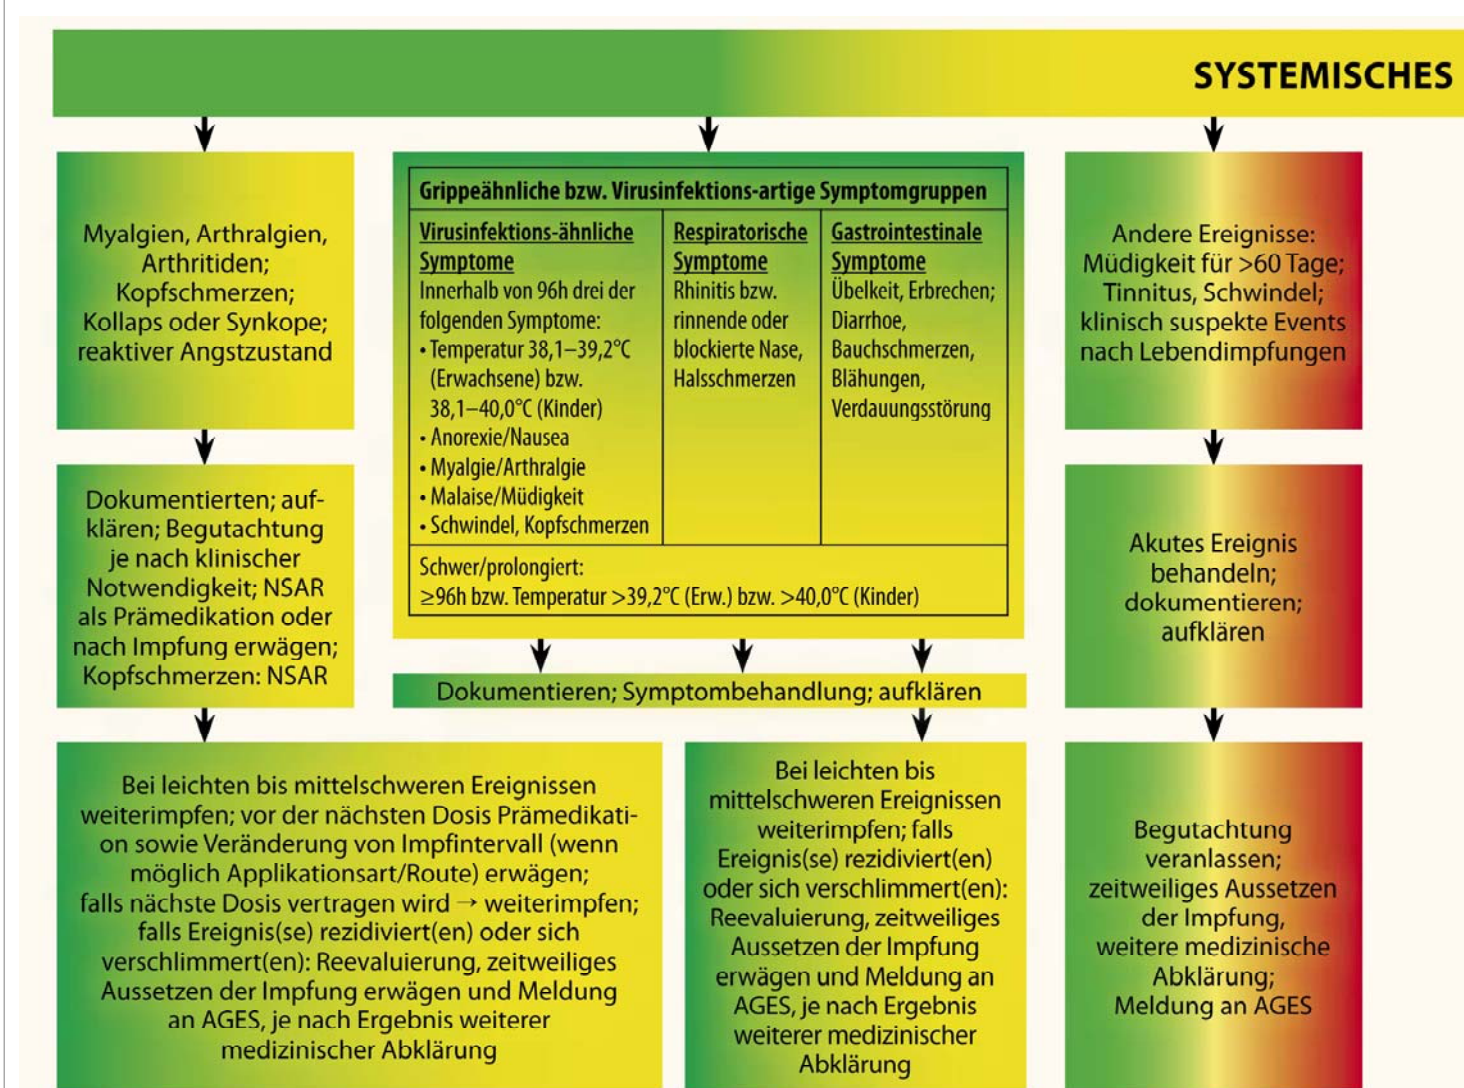 SYSTEMISCHES
Myalgien, Arthralgien,
Arthritiden;
Kopfschmerzen;
Kollaps oder Synkope;
reaktiver Angstzustand
Dokumentierten; auf-
klären; Begutachtung
je nach klinischer
Notwendigkeit; NSAR
als Prämedikation oder
nach Impfung erwägen;
Kopfschmerzen: NSAR
Grippeähnliche bzw. Virusinfektions-artige Symptomgruppen
Virusinfektions-ähnliche
Symptome
Innerhalb von 96h drei der
folgenden Symptome:
• Temperatur 38,1–39,2°C
(Erwachsene) bzw.
38,1–40,0°C (Kinder)
• Anorexie/Nausea
• Myalgie/Arthralgie
• Malaise/Müdigkeit
• Schwindel, Kopfschmerzen
Respiratorische
Symptome
Rhinitis bzw.
rinnende oder
blockierte Nase,
Halsschmerzen
Gastrointestinale
Symptome
Übelkeit, Erbrechen;
Diarrhoe,
Bauchschmerzen,
Blähungen,
Verdauungsstörung
Schwer/prolongiert:
≥96h bzw. Temperatur >39,2°C (Erw.) bzw. >40,0°C (Kinder)
Dokumentieren; Symptombehandlung; aufklären
Bei leichten bis mittelschweren Ereignissen
weiterimpfen; vor der nächsten Dosis Prämedikati-
on sowie Veränderung von Impfintervall (wenn
möglich Applikationsart/Route) erwägen;
falls nächste Dosis vertragen wird → weiterimpfen;
falls Ereignis(se) rezidiviert(en) oder sich
verschlimmert(en): Reevaluierung, zeitweiliges
Aussetzen der Impfung erwägen und Meldung
an AGES, je nach Ergebnis weiterer
medizinischer Abklärung
Bei leichten bis
mittelschweren Ereignissen
weiterimpfen; falls
Ereignis(se) rezidiviert(en)
oder sich verschlimmert(en):
Reevaluierung, zeitweiliges
Aussetzen der Impfung
erwägen und Meldung an
AGES, je nach Ergebnis
weiterer medizinischer
Abklärung
Andere Ereignisse:
Müdigkeit für >60 Tage;
Tinnitus, Schwindel;
klinisch suspekte Events
nach Lebendimpfungen
Akutes Ereignis
behandeln;
dokumentieren;
aufklären
Begutachtung
veranlassen;
zeitweiliges Aussetzen
der Impfung,
weitere medizinische
Abklärung;
Meldung an AGES